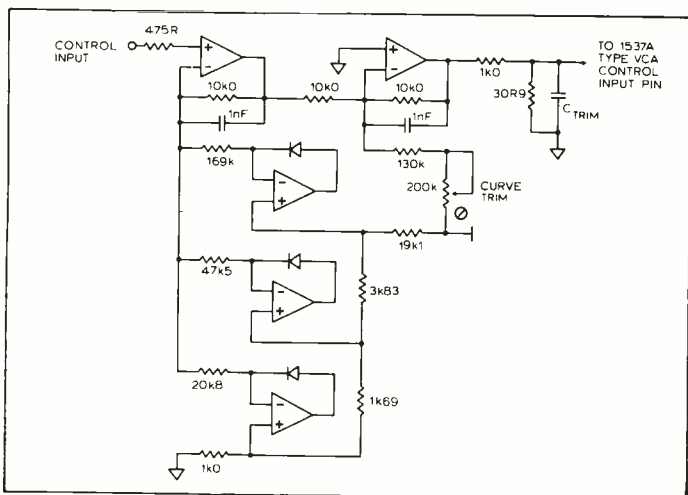 475R
CONTROL
INPUT
+
−
10k0
1nF
10k0
+
−
10k0
1nF
1k0
30R9
C TRIM
TO 1537A
TYPE VCA
CONTROL
INPUT PIN
169k
−
+
130k
200k
CURVE
TRIM
19k1
47k5
−
+
3k83
20k8
−
+
1k69
1k0